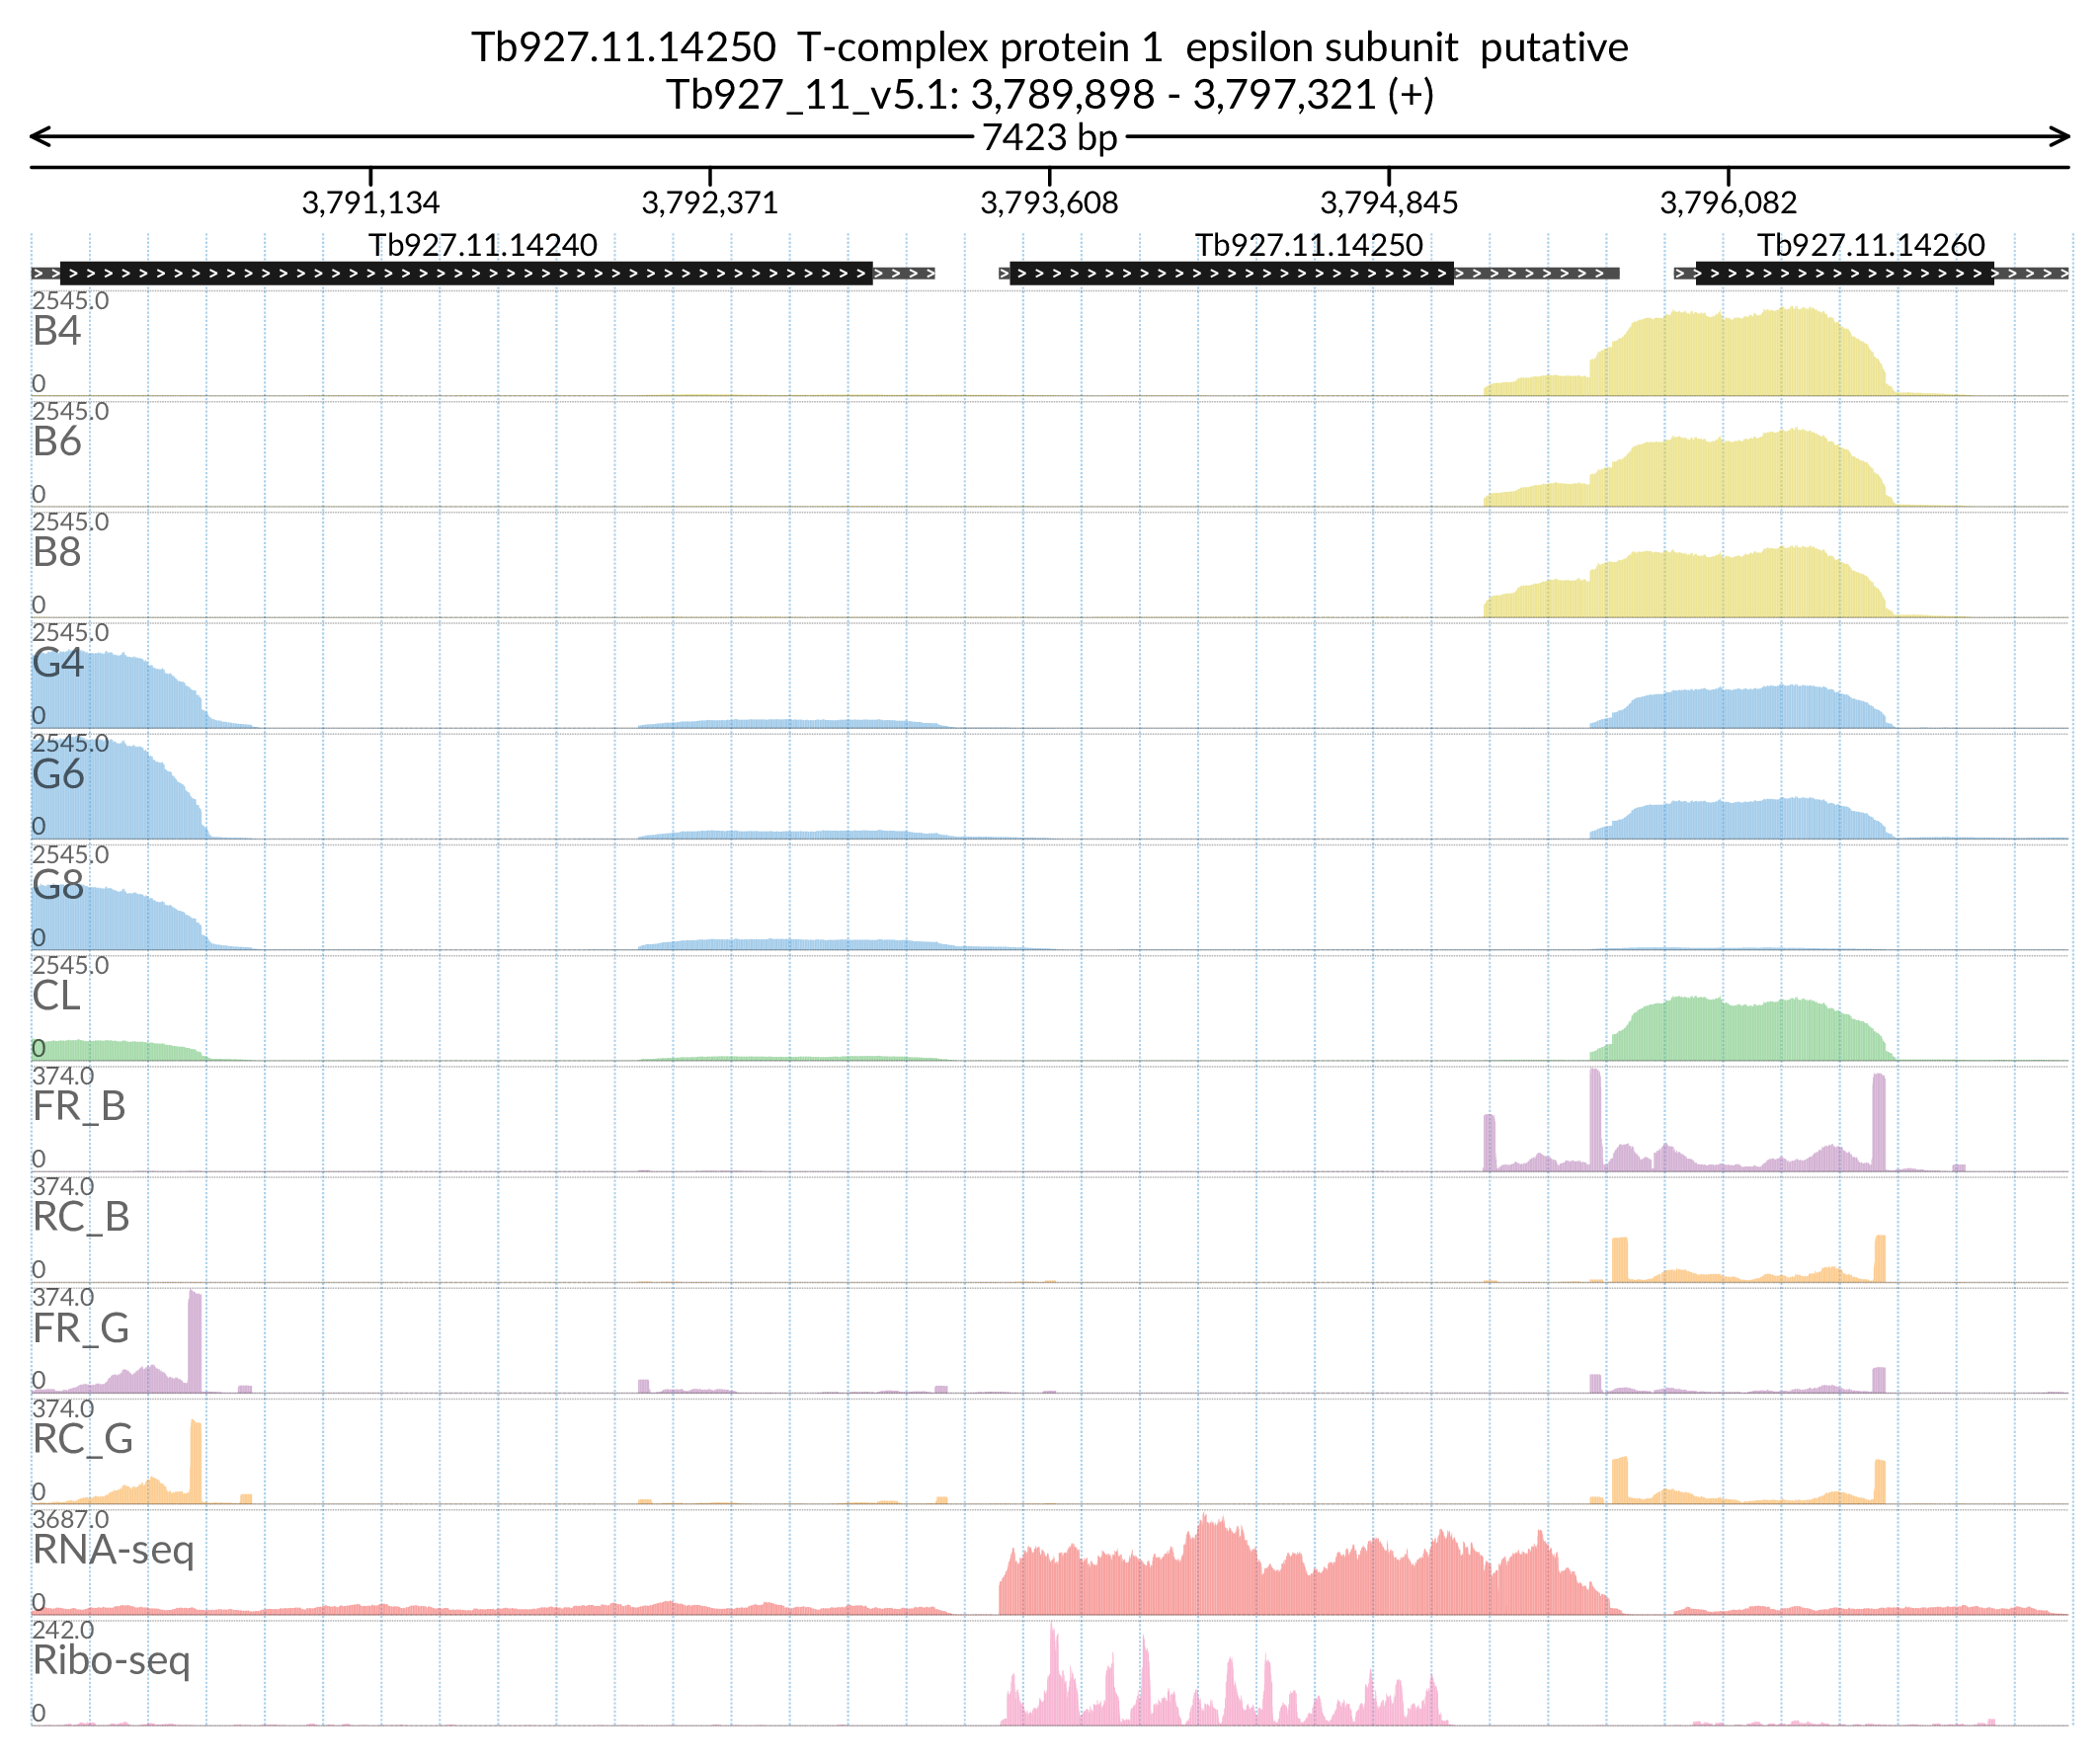 Tb927.11.14250 T-complex protein 1 epsilon subunit putative
Tb927_11_v5.1: 3,789,898 - 3,797,321 (+)
7423 bp
3,791,134 3,792,371 3,793,608 3,794,845 3,796,082
Tb927.11.14240 Tb927.11.14250 Tb927.11.14260
2545.0
B4
0
2545.0
B6
0
2545.0
B8
0
2545.0
G4
0
2545.0
G6
0
2545.0
G8
0
2545.0
CL
0
374.0
FR_B
0
374.0
RC_B
0
374.0
FR_G
0
374.0
RC_G
0
3687.0
RNA-seq
0
242.0
Ribo-seq
0